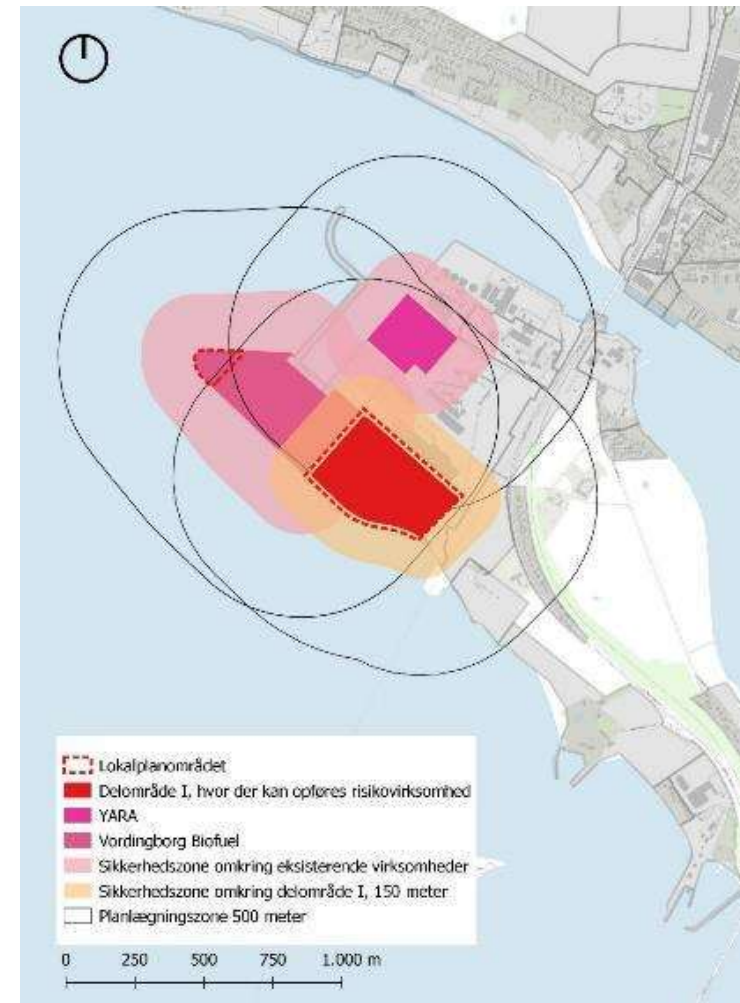 Lokalplanområdet
Delområde I, hvor der kan opføres risikovirksomhed
YARA
Vordingborg Biofuel
Sikkerhedszone omkring eksisterende virksomheder
Sikkerhedszone omkring delområde I, 150 meter
Planlægningszone 500 meter
0 250 500 750 1.000 m